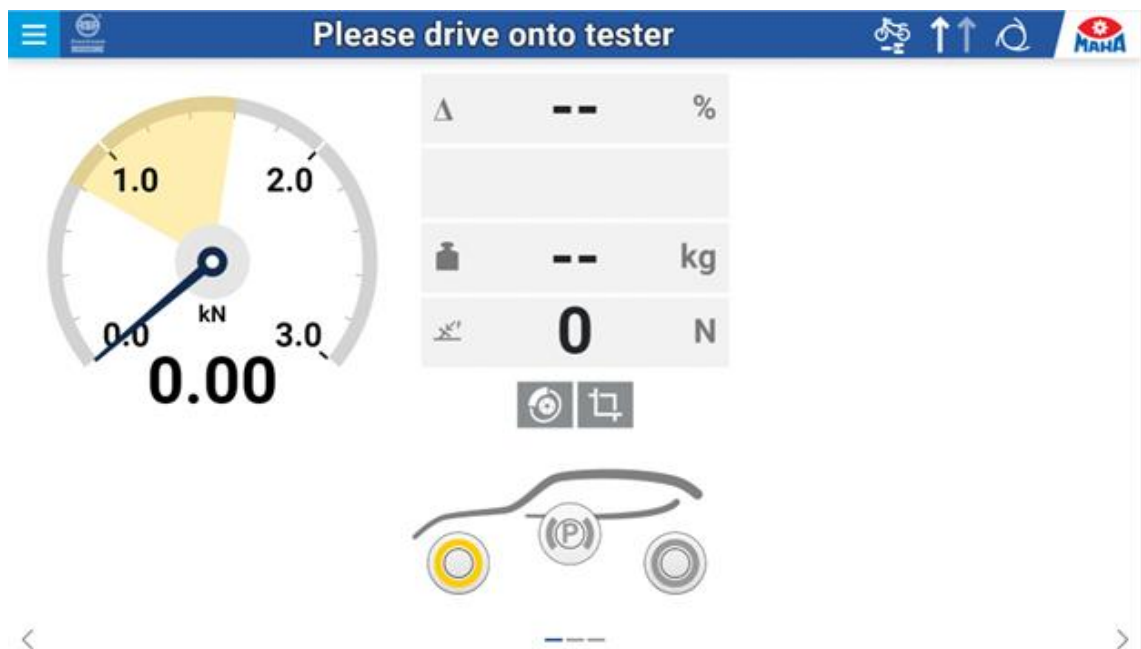 Please drive onto tester
MAHA
Δ -- %
1.0 2.0
-- kg
kN
0.0 3.0
0 N
0.00
(P)